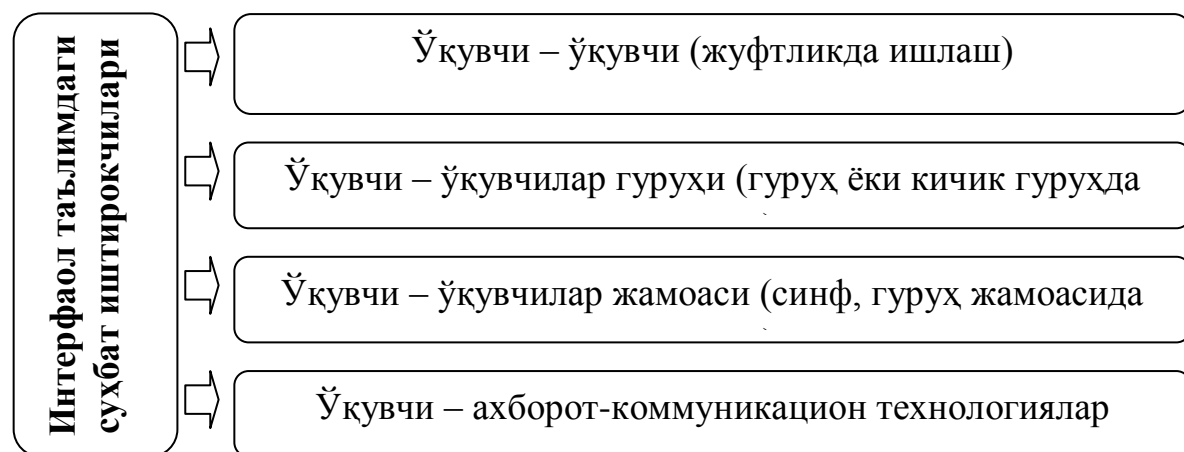 Интерфаол таълимдаги
суҳбат иштирокчилари
Ўқувчи – ўқувчи (жуфтликда ишлаш)
Ўқувчи – ўқувчилар гуруҳи (гуруҳ ёки кичик гуруҳда
Ўқувчи – ўқувчилар жамоаси (синф, гуруҳ жамоасида
Ўқувчи – ахборот-коммуникацион технологиялар